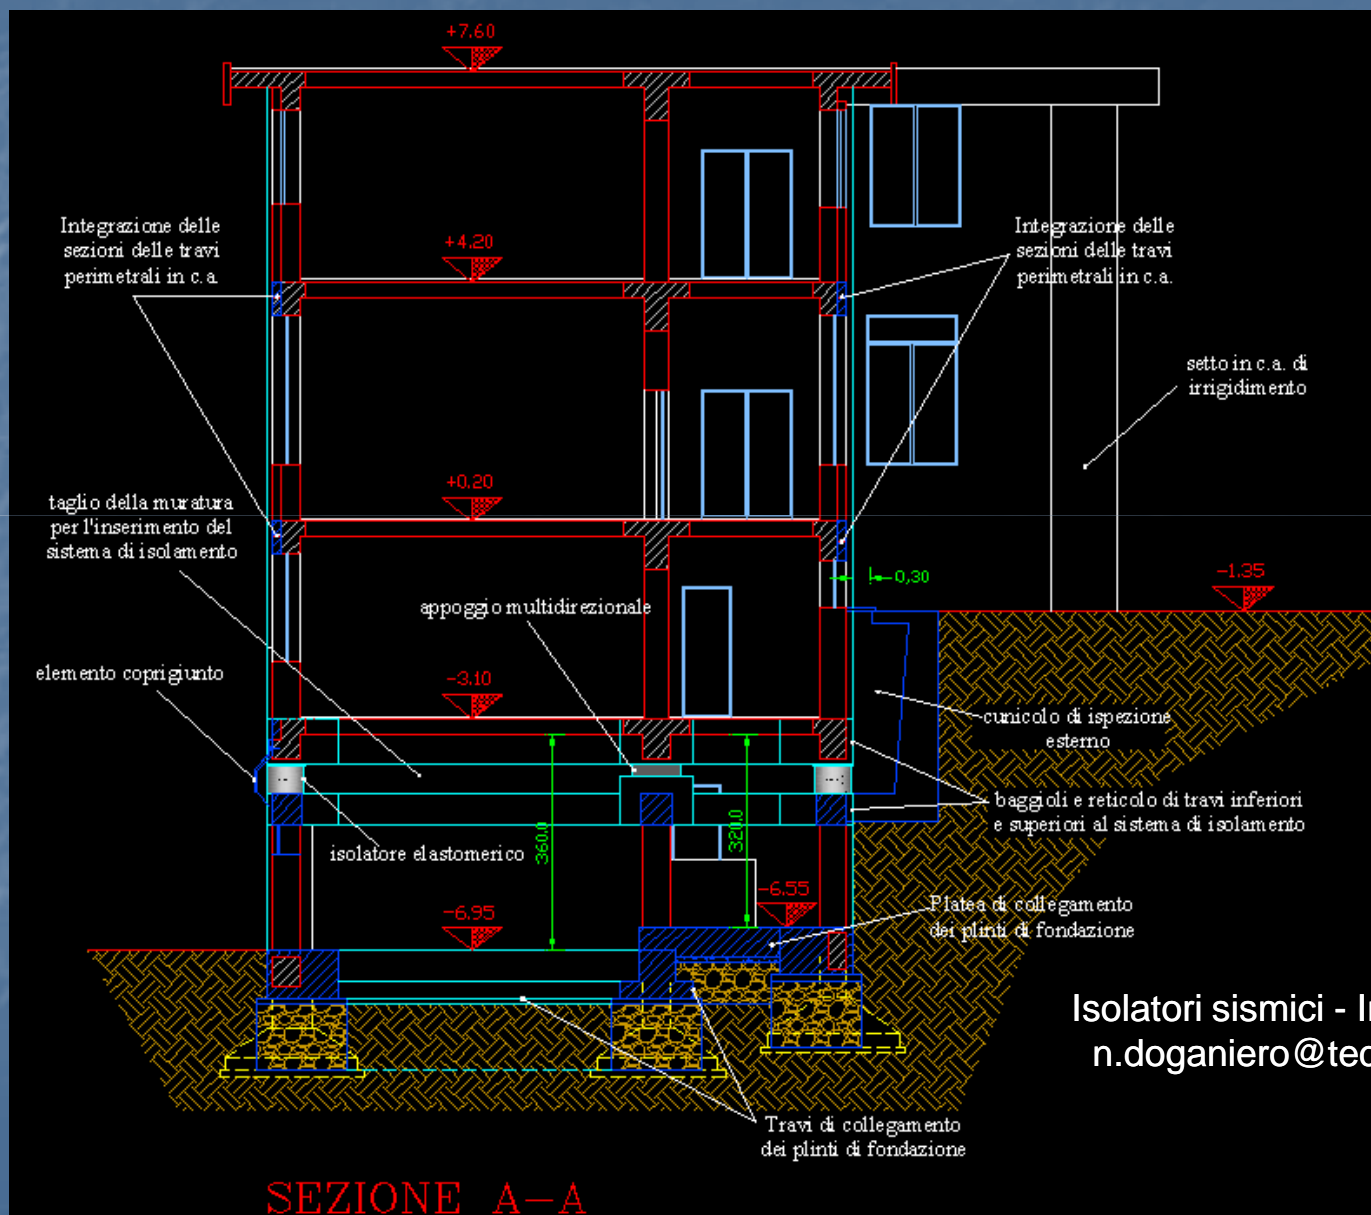 +7.60
Integrazione delle
sezioni delle travi
perimetrali in c.a
+4.20
Integrazione delle
sezioni delle travi
perimetrali in c.a.
setto in c.a. di
irrigidimento
+0.20
taglio della muratura
per l'inserimento del
sistema di isolamento
0,30
-1.35
appoggio multidirezionale
elemento coprigiunto
-3.10
cunicolo di ispezione
esterno
baggioli e reticolo di travi inferiori
e superiori al sistema di isolamento
360.0
320.0
isolatore elastomerico
-6.55
-6.95
Platea di collegamento
dei plinti di fondazione
Isolatori sismici - I
n.doganiero@tec
Travi di collegamento
dei plinti di fondazione
SEZIONE A-A